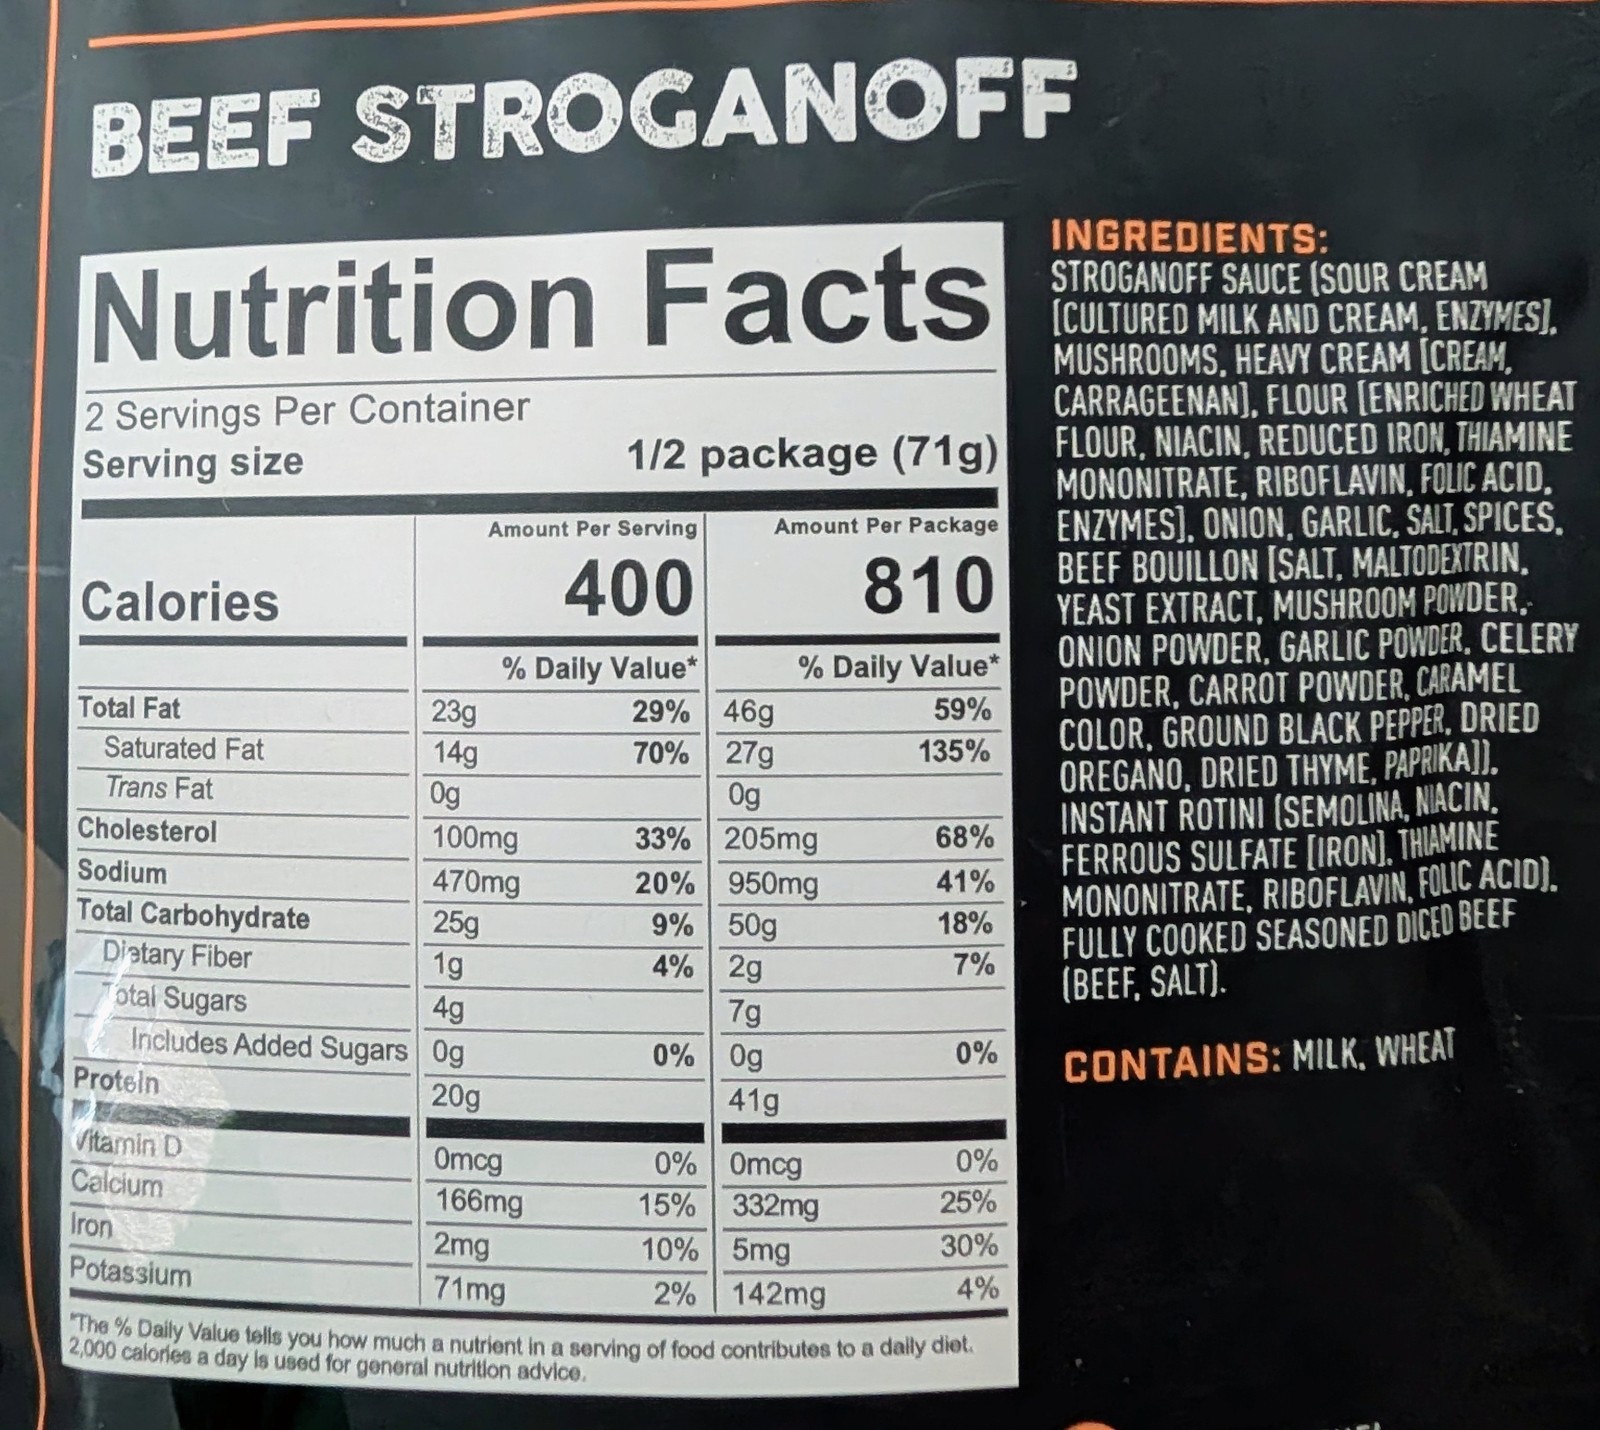 BEEF STROGANOFF
Nutrition Facts
2 Servings Per Container
Serving size 1/2 package (71g)
Amount Per Serving Amount Per Package
Calories 400 810
% Daily Value* % Daily Value*
Total Fat 23g 29% 46g 59%
Saturated Fat 14g 70% 27g 135%
Trans Fat 0g 0g
Cholesterol 100mg 33% 205mg 68%
Sodium 470mg 20% 950mg 41%
Total Carbohydrate 25g 9% 50g 18%
Dietary Fiber 1g 4% 2g 7%
Total Sugars 4g 7g
Includes Added Sugars 0g 0% 0g 0%
Protein 20g 41g
Vitamin D 0mcg 0% 0mcg 0%
Calcium 166mg 15% 332mg 25%
Iron 2mg 10% 5mg 30%
Potassium 71mg 2% 142mg 4%
*The % Daily Value tells you how much a nutrient in a serving of food contributes to a daily diet.
2,000 calories a day is used for general nutrition advice.
INGREDIENTS:
STROGANOFF SAUCE (SOUR CREAM
[CULTURED MILK AND CREAM, ENZYMES],
MUSHROOMS, HEAVY CREAM [CREAM,
CARRAGEENAN], FLOUR [ENRICHED WHEAT
FLOUR, NIACIN, REDUCED IRON, THIAMINE
MONONITRATE, RIBOFLAVIN, FOLIC ACID,
ENZYMES], ONION, GARLIC, SALT, SPICES,
BEEF BOUILLON [SALT, MALTODEXTRIN,
YEAST EXTRACT, MUSHROOM POWDER,
ONION POWDER, GARLIC POWDER, CELERY
POWDER, CARROT POWDER, CARAMEL
COLOR, GROUND BLACK PEPPER, DRIED
OREGANO, DRIED THYME, PAPRIKA]),
INSTANT ROTINI (SEMOLINA, NIACIN,
FERROUS SULFATE [IRON], THIAMINE
MONONITRATE, RIBOFLAVIN, FOLIC ACID),
FULLY COOKED SEASONED DICED BEEF
(BEEF, SALT).
CONTAINS: MILK, WHEAT